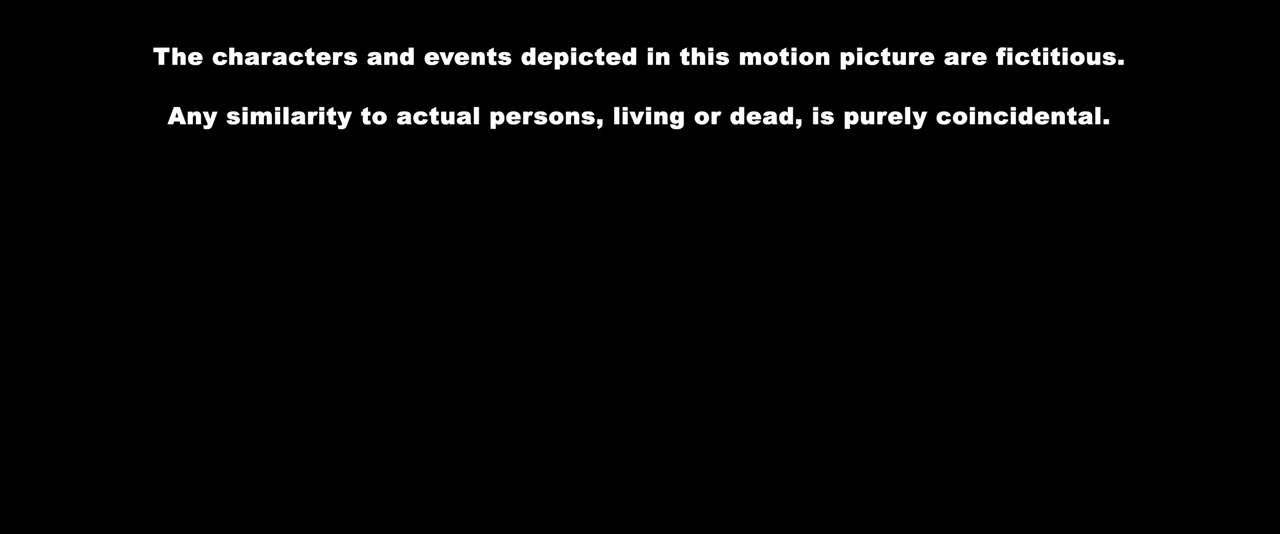 The characters and events depicted in this motion picture are fictitious.
Any similarity to actual persons, living or dead, is purely coincidental.